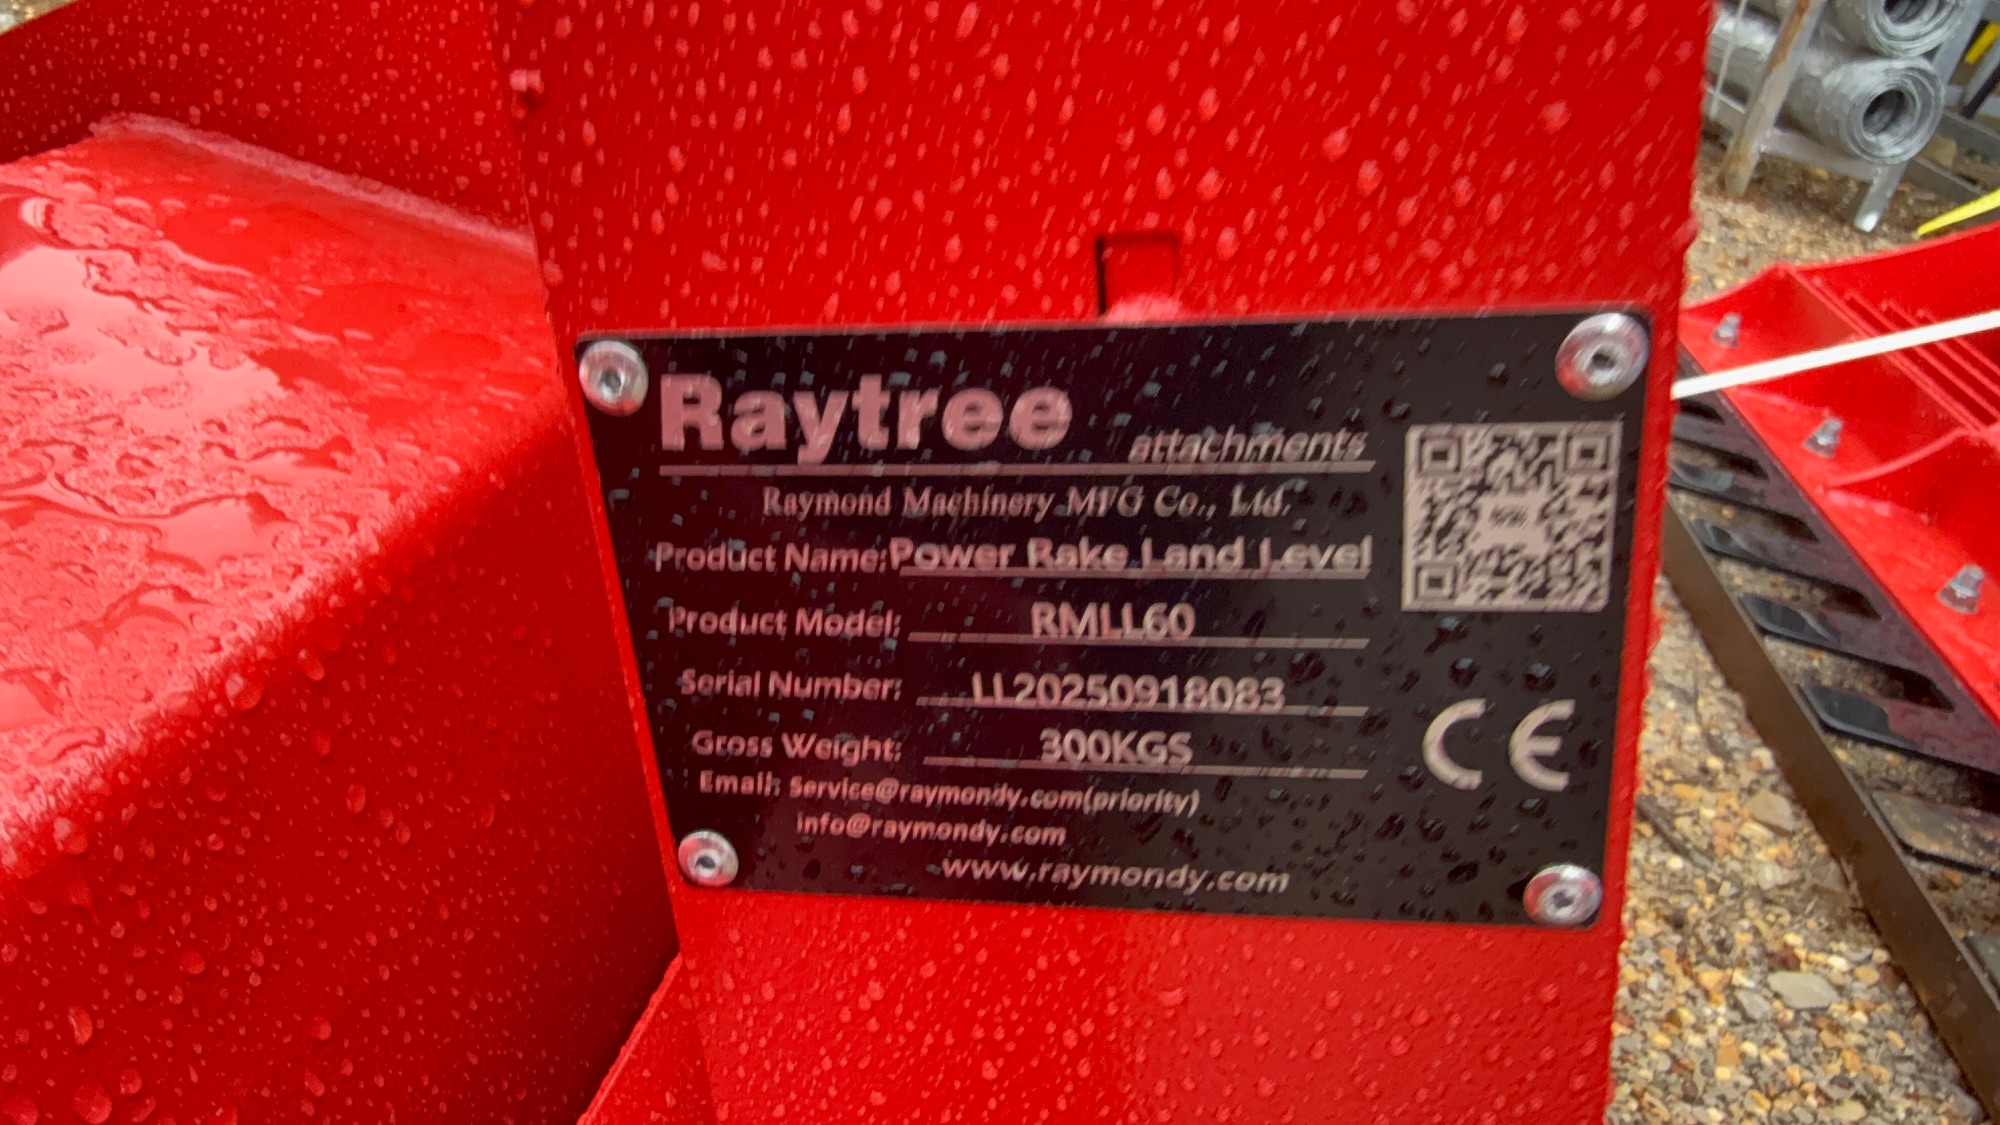 Raytree
attachments
Raymond Machinery MFG Co., Ltd.
Product Name: Power Rake Land Level
Product Model: RMLL60
Serial Number: LL20250918083
Gross Weight: 300KGS
Email: Service@raymondy.com(priority)
info@raymondy.com
www.raymondy.com
CE